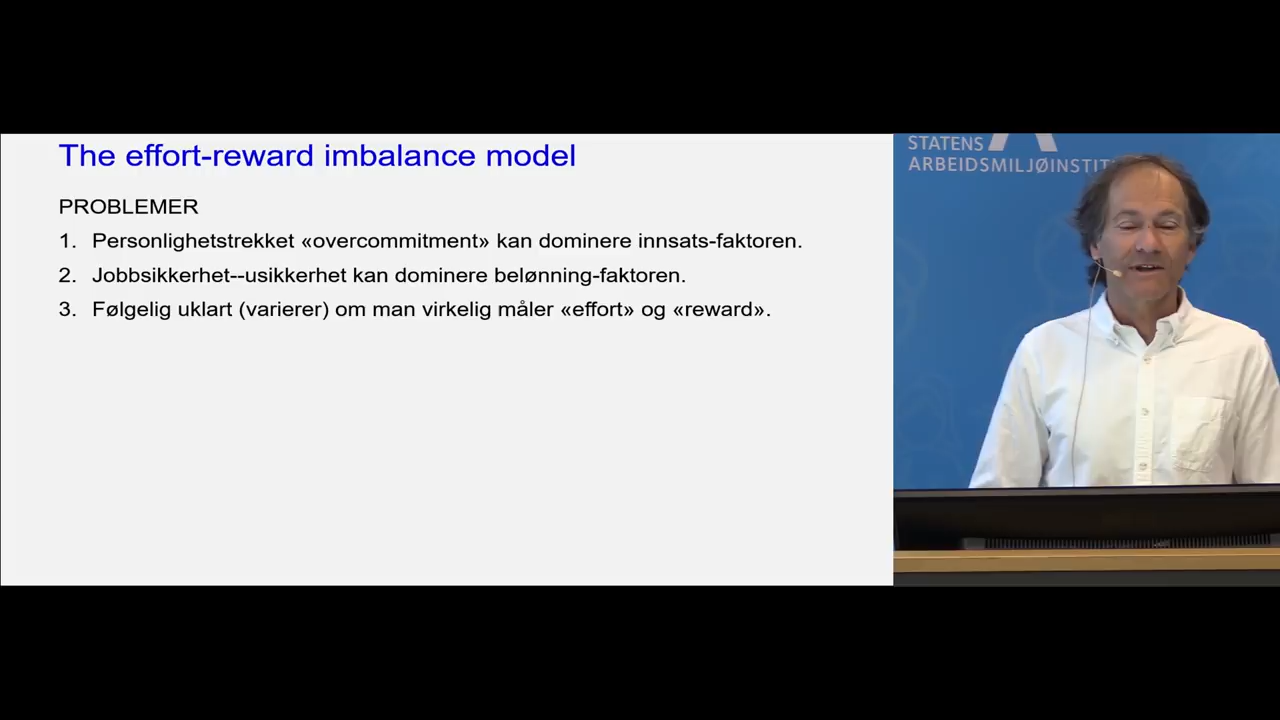 The effort-reward imbalance model
PROBLEMER
1. Personlighetstrekket «overcommitment» kan dominere innsats-faktoren.
2. Jobbsikkerhet--usikkerhet kan dominere belønning-faktoren.
3. Følgelig uklart (varierer) om man virkelig måler «effort» og «reward».
STATENS